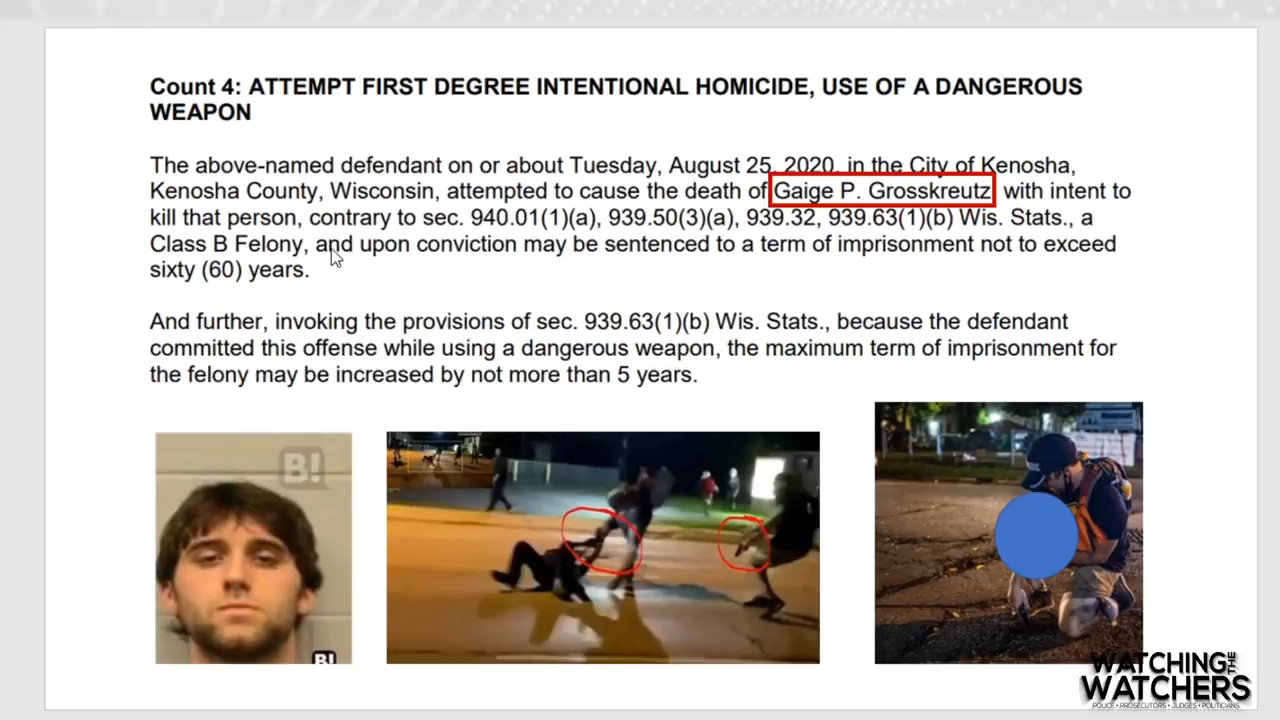 Count 4: ATTEMPT FIRST DEGREE INTENTIONAL HOMICIDE, USE OF A DANGEROUS
WEAPON
The above-named defendant on or about Tuesday, August 25, 2020, in the City of Kenosha,
Kenosha County, Wisconsin, attempted to cause the death of Gaige P. Grosskreutz with intent to
kill that person, contrary to sec. 940.01(1)(a), 939.50(3)(a), 939.32, 939.63(1)(b) Wis. Stats., a
Class B Felony, and upon conviction may be sentenced to a term of imprisonment not to exceed
sixty (60) years.
And further, invoking the provisions of sec. 939.63(1)(b) Wis. Stats., because the defendant
committed this offense while using a dangerous weapon, the maximum term of imprisonment for
the felony may be increased by not more than 5 years.
B!
B!
WATCHING THE
WATCHERS
POLICE • PROSECUTORS • JUDGES • POLITICIANS